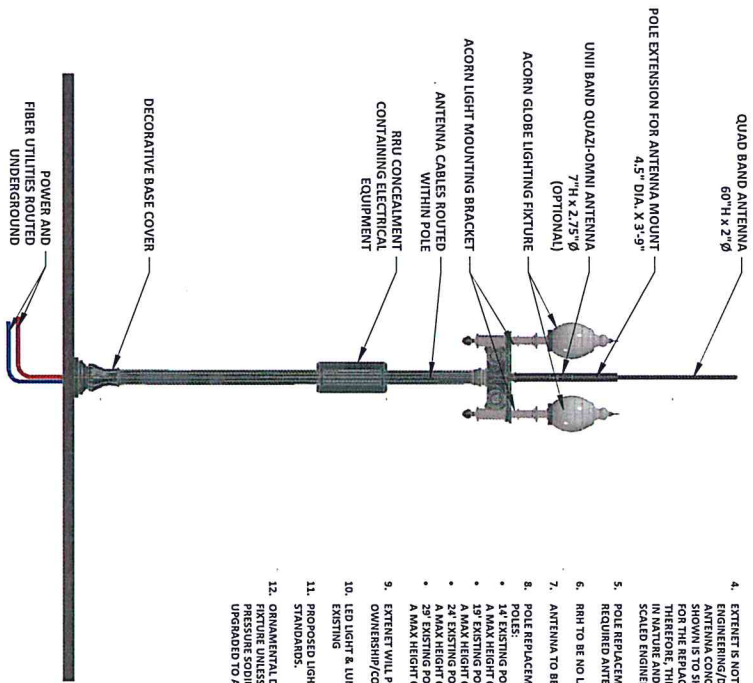 QUAD BAND ANTENNA
60"H x 2"Ø
POLE EXTENSION FOR ANTENNA MOUNT
4.5" DIA. X 3'-9"
UNII BAND QUAZI-OMNI ANTENNA
7"H x 2.75"Ø
(OPTIONAL)
ACORN GLOBE LIGHTING FIXTURE
ACORN LIGHT MOUNTING BRACKET
ANTENNA CABLES ROUTED
WITHIN POLE
RRU CONCEALMENT
CONTAINING ELECTRICAL
EQUIPMENT
DECORATIVE BASE COVER
POWER AND
FIBER UTILITIES ROUTED
UNDERGROUND
4. EXTENET IS NOT
ENGINEERING/D
ANTENNA CONC
SHOWN IS TO S
FOR THE REPLAC
THEREFORE, THI
IN NATURE AND
SCALED ENGINE
5. POLE REPLACEM
REQUIRED ANTE
6. RRH TO BE NO L
7. ANTENNA TO BE
8. POLE REPLACEM
POLES:
• 14' EXISTING PO
A MAX HEIGHT O
• 19' EXISTING PO
A MAX HEIGHT O
• 24' EXISTING PO
A MAX HEIGHT O
• 29' EXISTING PO
A MAX HEIGHT O
9. EXTENET WILL P
OWNERSHIP/CO
10. LED LIGHT & LU
EXISTING
11. PROPOSED LIGH
STANDARDS.
12. ORNAMENTAL D
FIXTURE UNLESS
PRESSURE SODIU
UPGRADED TO A